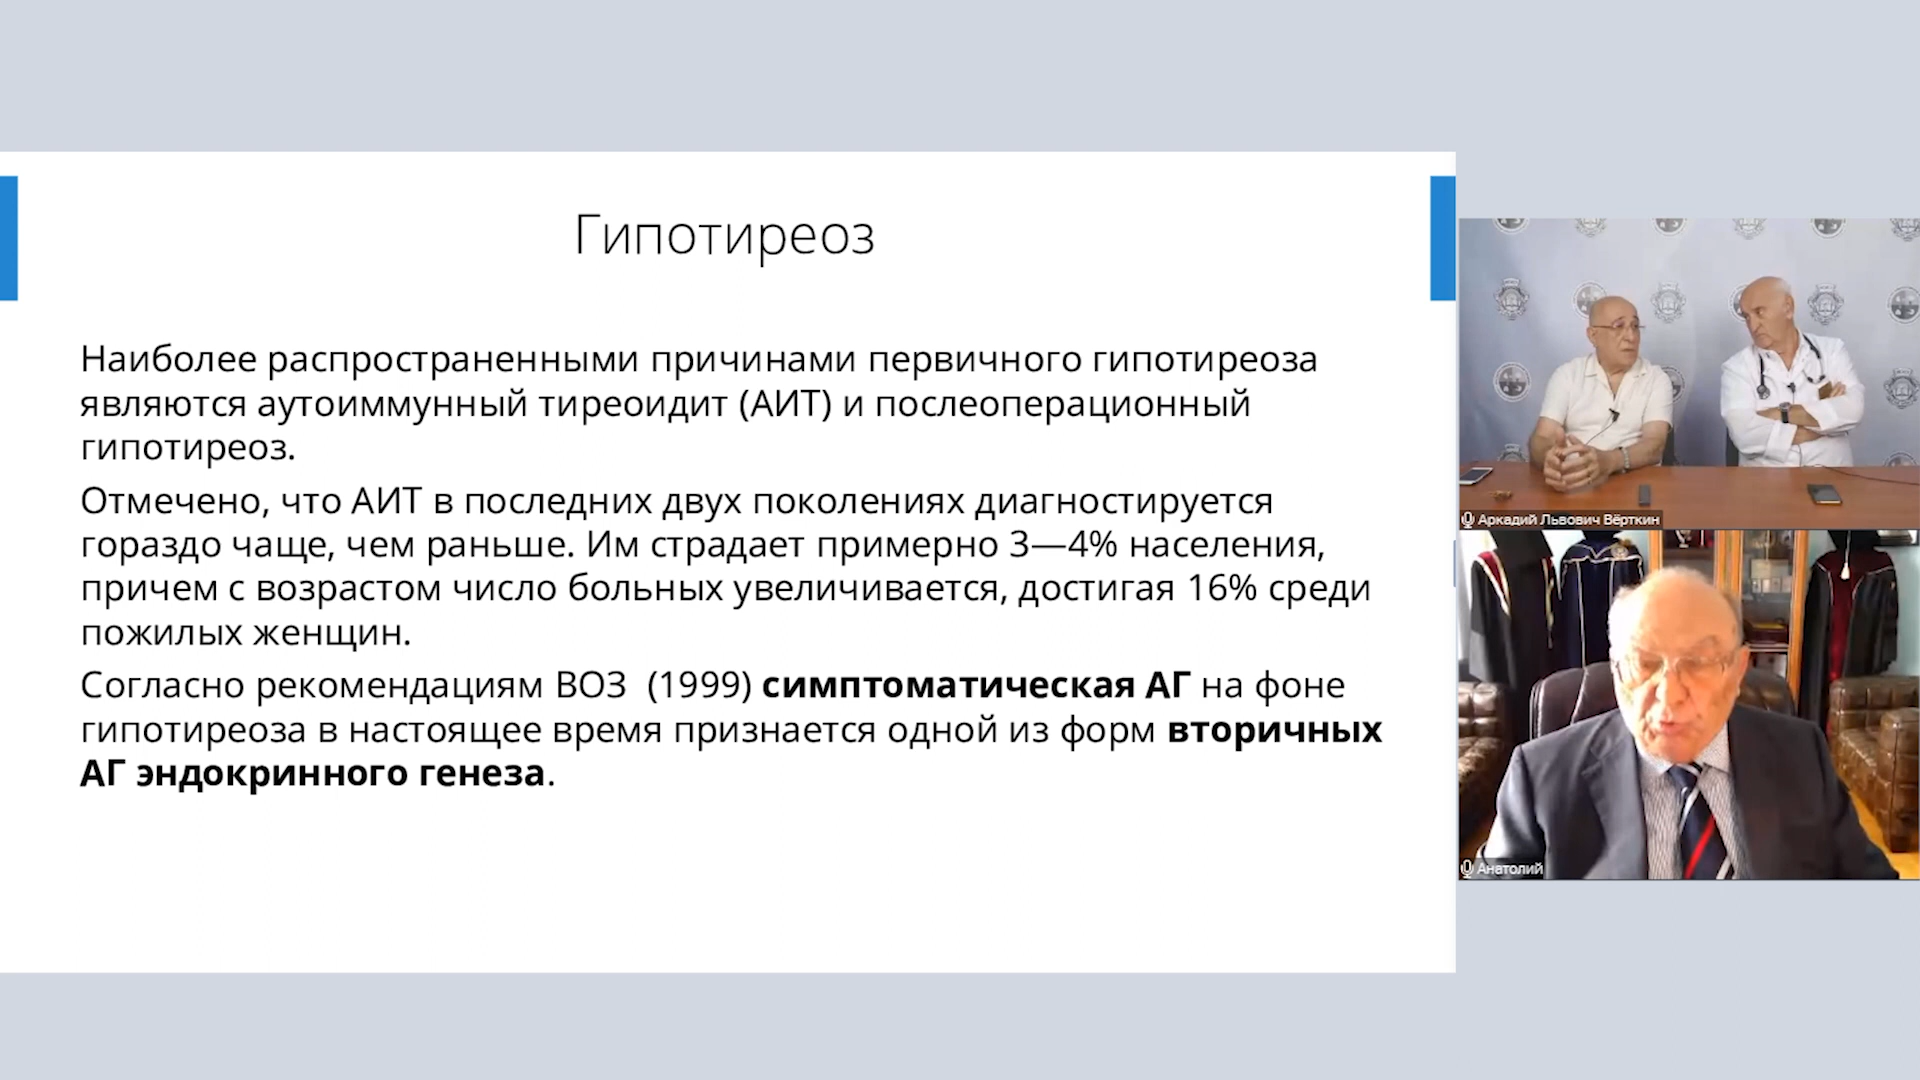 Гипотиреоз
Наиболее распространенными причинами первичного гипотиреоза
являются аутоиммунный тиреоидит (АИТ) и послеоперационный
гипотиреоз.
Отмечено, что АИТ в последних двух поколениях диагностируется
гораздо чаще, чем раньше. Им страдает примерно 3—4% населения,
причем с возрастом число больных увеличивается, достигая 16% среди
пожилых женщин.
Согласно рекомендациям ВОЗ  (1999) симптоматическая АГ на фоне
гипотиреоза в настоящее время признается одной из форм вторичных
АГ эндокринного генеза.
Аркадий Львович Вёрткин
Анатолий